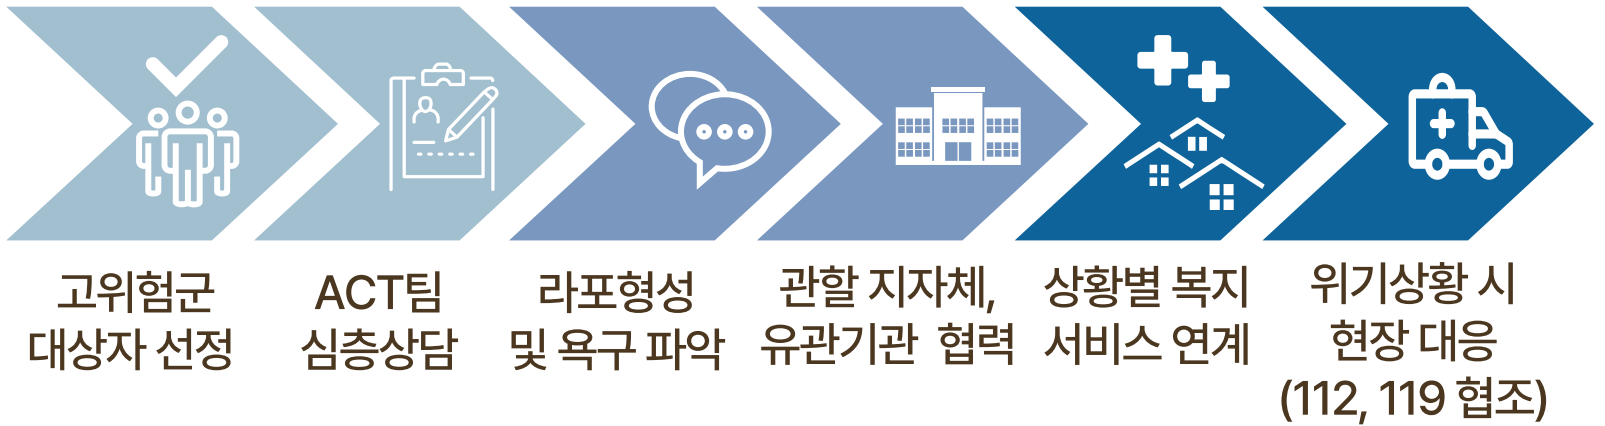 고위험군
대상자 선정
ACT팀
심층상담
라포형성
및 욕구 파악
관할 지자체,
유관기관 협력
상황별 복지
서비스 연계
위기상황 시
현장 대응
(112, 119 협조)